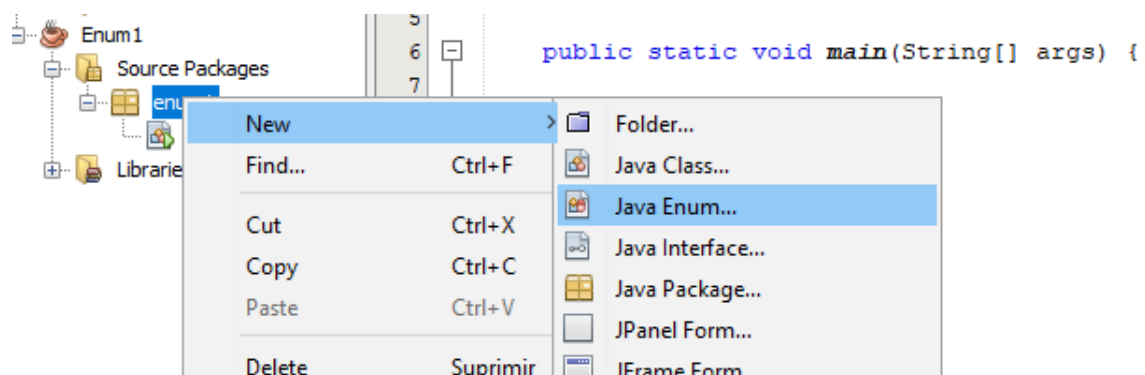 Enum1
Source Packages
Librarie
5
6 public static void main(String[] args) {
7
New
Find... Ctrl+F
Cut Ctrl+X
Copy Ctrl+C
Paste Ctrl+V
Delete Suprimir
Folder...
Java Class...
Java Enum...
Java Interface...
Java Package...
JPanel Form...
JFrame Form